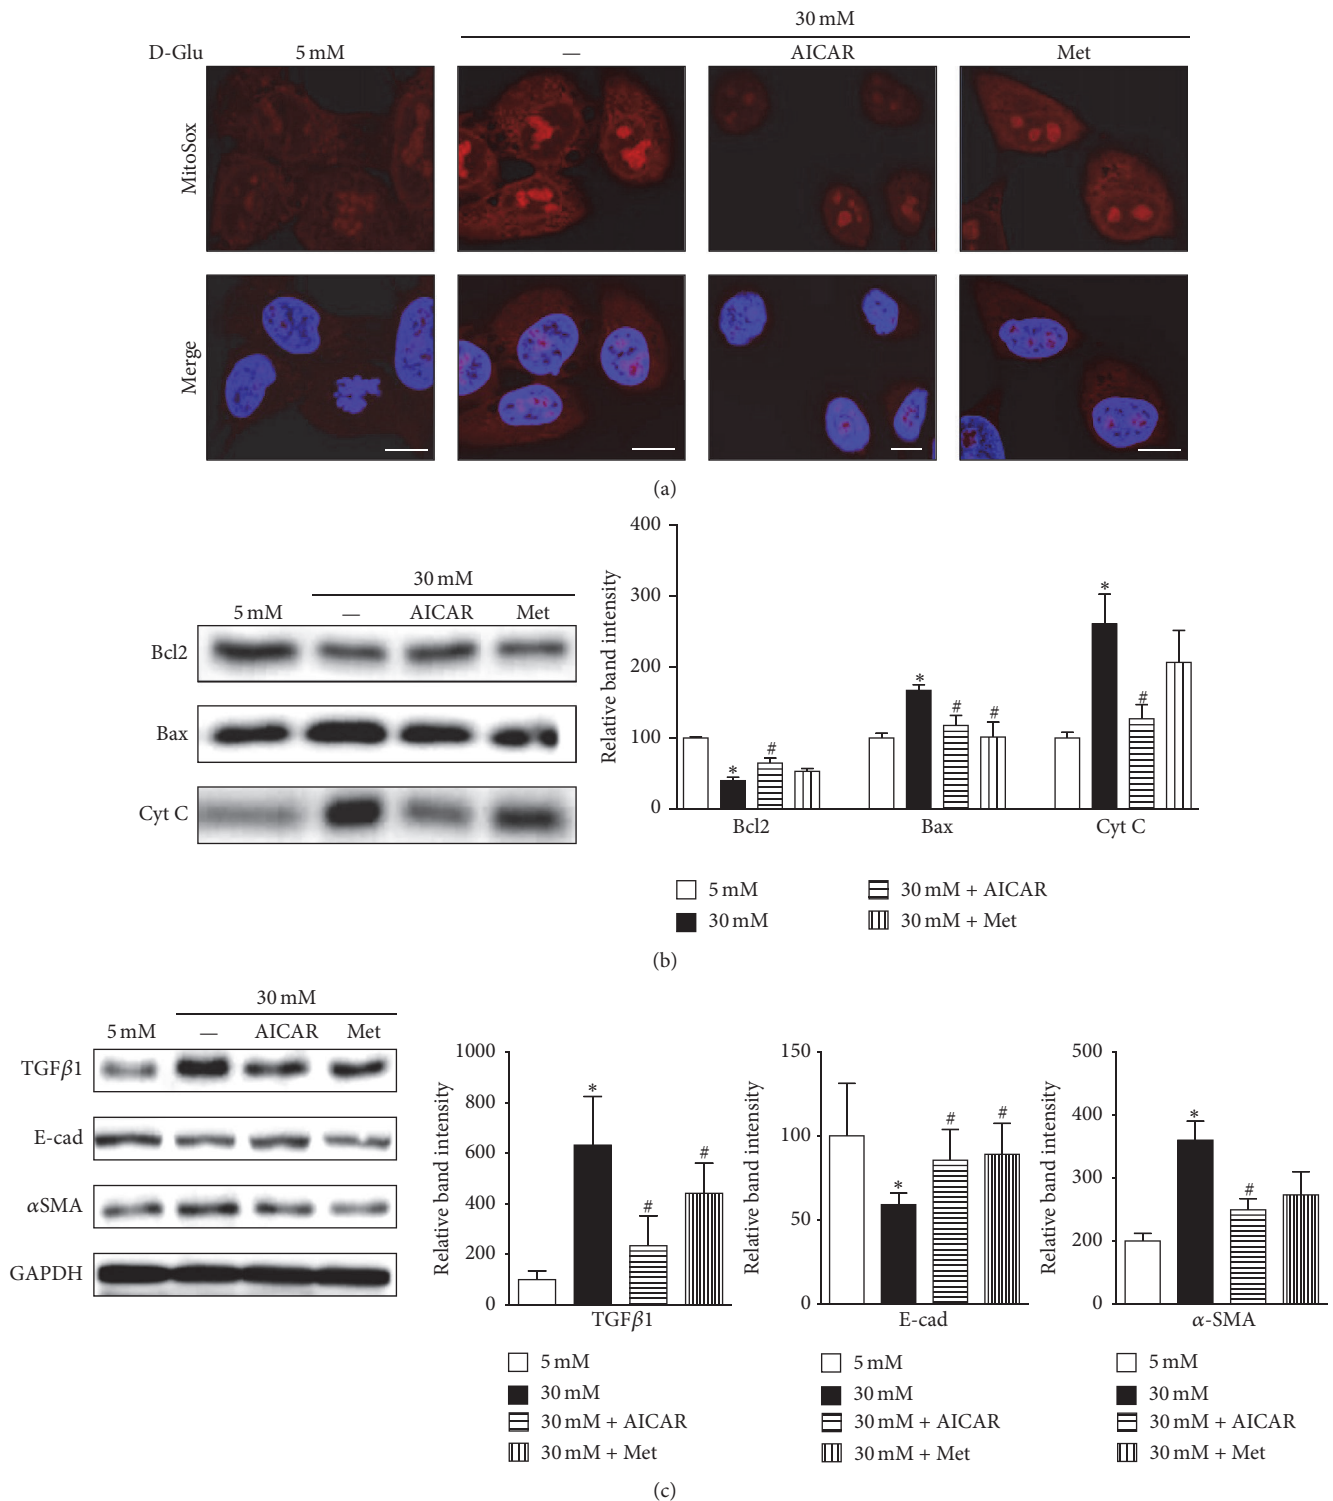 30 mM
D-Glu 5 mM — AICAR Met
MitoSox
Merge
(a)
30 mM
5 mM — AICAR Met
Bcl2
Bax
Cyt C
Relative band intensity
400
300
200
100
0
* # * # # * #
Bcl2 Bax Cyt C
5 mM 30 mM + AICAR
30 mM 30 mM + Met
(b)
30 mM
5 mM — AICAR Met
TGFβ1
E-cad
αSMA
GAPDH
Relative band intensity
1000
800
600
400
200
0
* # #
TGFβ1
5 mM
30 mM
30 mM + AICAR
30 mM + Met
Relative band intensity
150
100
50
0
* # #
E-cad
5 mM
30 mM
30 mM + AICAR
30 mM + Met
Relative band intensity
500
400
300
200
0
* #
α-SMA
5 mM
30 mM
30 mM + AICAR
30 mM + Met
(c)